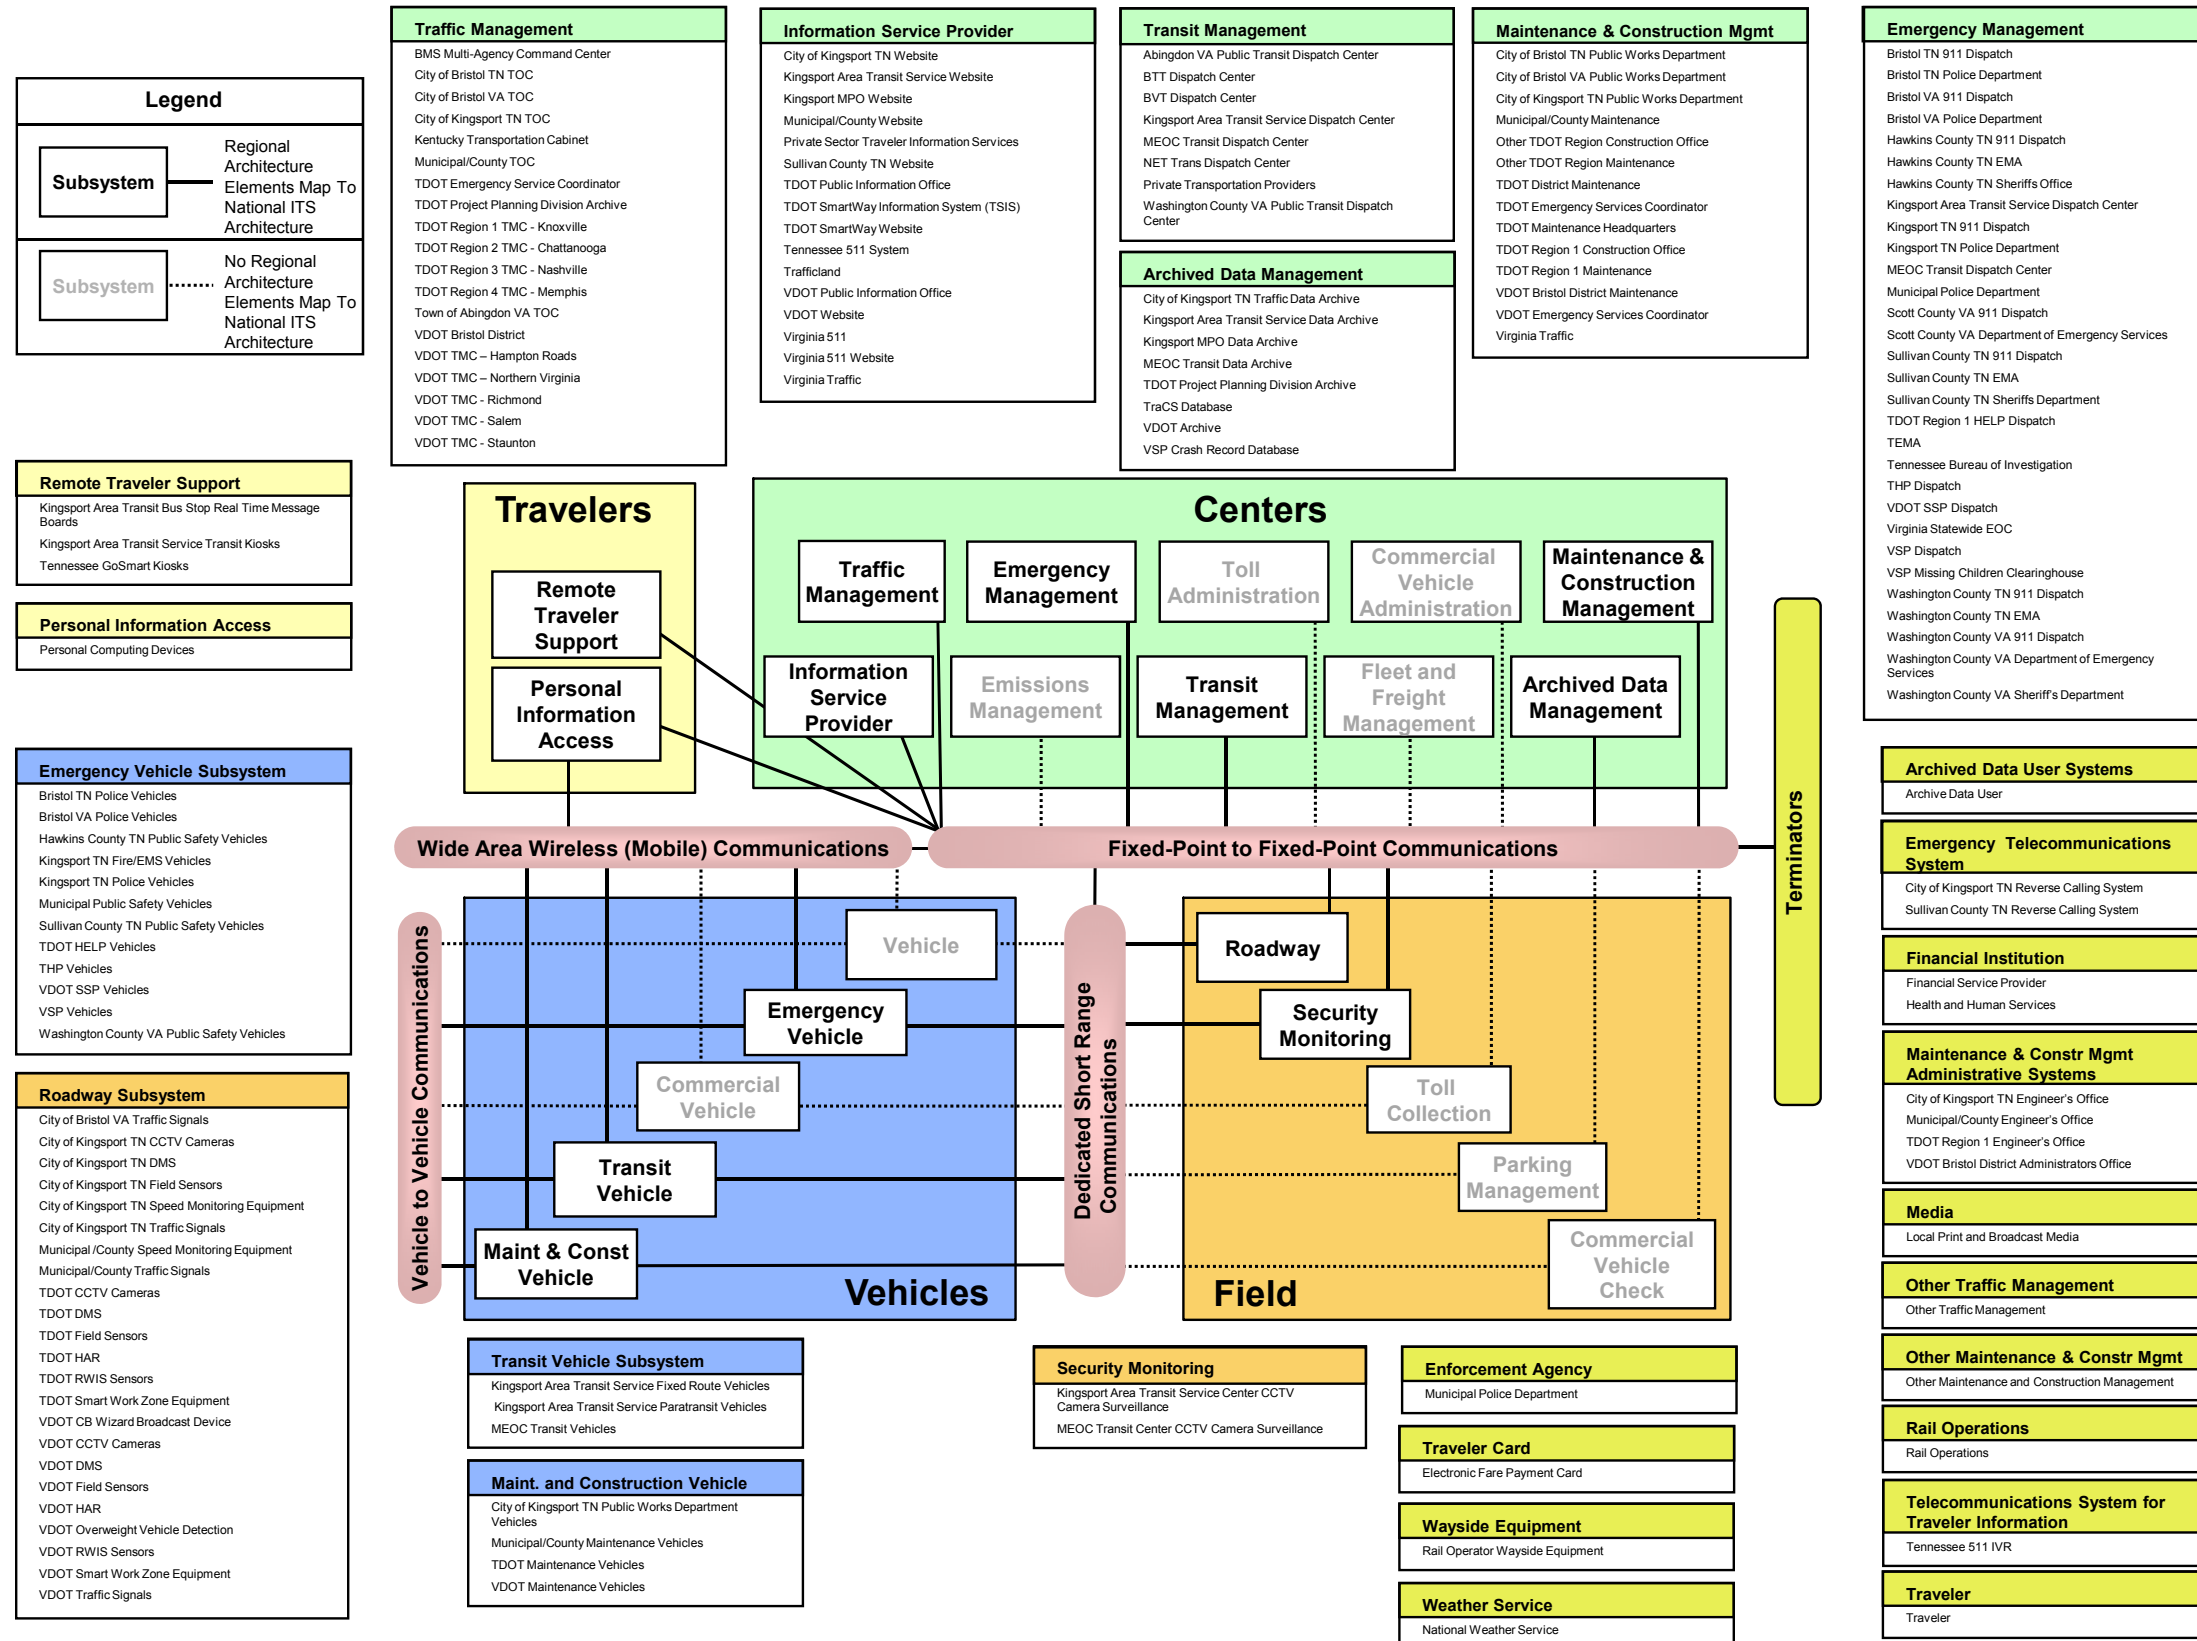 Legend
Subsystem
Regional
Architecture
Elements Map To
National ITS
Architecture
Subsystem
No Regional
Architecture
Elements Map To
National ITS
Architecture
Traffic Management
BMS Multi-Agency Command Center
City of Bristol TN TOC
City of Bristol VA TOC
City of Kingsport TN TOC
Kentucky Transportation Cabinet
Municipal/County TOC
TDOT Emergency Service Coordinator
TDOT Project Planning Division Archive
TDOT Region 1 TMC - Knoxville
TDOT Region 2 TMC - Chattanooga
TDOT Region 3 TMC - Nashville
TDOT Region 4 TMC - Memphis
Town of Abingdon VA TOC
VDOT Bristol District
VDOT TMC – Hampton Roads
VDOT TMC – Northern Virginia
VDOT TMC - Richmond
VDOT TMC - Salem
VDOT TMC - Staunton
Information Service Provider
City of Kingsport TN Website
Kingsport Area Transit Service Website
Kingsport MPO Website
Municipal/County Website
Private Sector Traveler Information Services
Sullivan County TN Website
TDOT Public Information Office
TDOT SmartWay Information System (TSIS)
TDOT SmartWay Website
Tennessee 511 System
Trafficland
VDOT Public Information Office
VDOT Website
Virginia 511
Virginia 511 Website
Virginia Traffic
Transit Management
Abingdon VA Public Transit Dispatch Center
BTT Dispatch Center
BVT Dispatch Center
Kingsport Area Transit Service Dispatch Center
MEOC Transit Dispatch Center
NET Trans Dispatch Center
Private Transportation Providers
Washington County VA Public Transit Dispatch
Center
Archived Data Management
City of Kingsport TN Traffic Data Archive
Kingsport Area Transit Service Data Archive
Kingsport MPO Data Archive
MEOC Transit Data Archive
TDOT Project Planning Division Archive
TraCS Database
VDOT Archive
VSP Crash Record Database
Maintenance & Construction Mgmt
City of Bristol TN Public Works Department
City of Bristol VA Public Works Department
City of Kingsport TN Public Works Department
Municipal/County Maintenance
Other TDOT Region Construction Office
Other TDOT Region Maintenance
TDOT District Maintenance
TDOT Emergency Services Coordinator
TDOT Maintenance Headquarters
TDOT Region 1 Construction Office
TDOT Region 1 Maintenance
VDOT Bristol District Maintenance
VDOT Emergency Services Coordinator
Virginia Traffic
Emergency Management
Bristol TN 911 Dispatch
Bristol TN Police Department
Bristol VA 911 Dispatch
Bristol VA Police Department
Hawkins County TN 911 Dispatch
Hawkins County TN EMA
Hawkins County TN Sheriffs Office
Kingsport Area Transit Service Dispatch Center
Kingsport TN 911 Dispatch
Kingsport TN Police Department
MEOC Transit Dispatch Center
Municipal Police Department
Scott County VA 911 Dispatch
Scott County VA Department of Emergency Services
Sullivan County TN 911 Dispatch
Sullivan County TN EMA
Sullivan County TN Sheriffs Department
TDOT Region 1 HELP Dispatch
TEMA
Tennessee Bureau of Investigation
THP Dispatch
VDOT SSP Dispatch
Virginia Statewide EOC
VSP Dispatch
VSP Missing Children Clearinghouse
Washington County TN 911 Dispatch
Washington County TN EMA
Washington County VA 911 Dispatch
Washington County VA Department of Emergency
Services
Washington County VA Sheriff's Department
Remote Traveler Support
Kingsport Area Transit Bus Stop Real Time Message
Boards
Kingsport Area Transit Service Transit Kiosks
Tennessee GoSmart Kiosks
Personal Information Access
Personal Computing Devices
Emergency Vehicle Subsystem
Bristol TN Police Vehicles
Bristol VA Police Vehicles
Hawkins County TN Public Safety Vehicles
Kingsport TN Fire/EMS Vehicles
Kingsport TN Police Vehicles
Municipal Public Safety Vehicles
Sullivan County TN Public Safety Vehicles
TDOT HELP Vehicles
THP Vehicles
VDOT SSP Vehicles
VSP Vehicles
Washington County VA Public Safety Vehicles
Roadway Subsystem
City of Bristol VA Traffic Signals
City of Kingsport TN CCTV Cameras
City of Kingsport TN DMS
City of Kingsport TN Field Sensors
City of Kingsport TN Speed Monitoring Equipment
City of Kingsport TN Traffic Signals
Municipal /County Speed Monitoring Equipment
Municipal/County Traffic Signals
TDOT CCTV Cameras
TDOT DMS
TDOT Field Sensors
TDOT HAR
TDOT RWIS Sensors
TDOT Smart Work Zone Equipment
VDOT CB Wizard Broadcast Device
VDOT CCTV Cameras
VDOT DMS
VDOT Field Sensors
VDOT HAR
VDOT Overweight Vehicle Detection
VDOT RWIS Sensors
VDOT Smart Work Zone Equipment
VDOT Traffic Signals
Travelers
Remote
Traveler
Support
Personal
Information
Access
Centers
Traffic
Management
Emergency
Management
Toll
Administration
Commercial
Vehicle
Administration
Maintenance &
Construction
Management
Information
Service
Provider
Emissions
Management
Transit
Management
Fleet and
Freight
Management
Archived Data
Management
Wide Area Wireless (Mobile) Communications
Fixed-Point to Fixed-Point Communications
Terminators
Vehicle to Vehicle Communications
Dedicated Short Range
Communications
Vehicle
Emergency
Vehicle
Commercial
Vehicle
Transit
Vehicle
Maint & Const
Vehicle
Vehicles
Roadway
Security
Monitoring
Toll
Collection
Parking
Management
Commercial
Vehicle
Check
Field
Transit Vehicle Subsystem
Kingsport Area Transit Service Fixed Route Vehicles
Kingsport Area Transit Service Paratransit Vehicles
MEOC Transit Vehicles
Maint. and Construction Vehicle
City of Kingsport TN Public Works Department
Vehicles
Municipal/County Maintenance Vehicles
TDOT Maintenance Vehicles
VDOT Maintenance Vehicles
Security Monitoring
Kingsport Area Transit Service Center CCTV
Camera Surveillance
MEOC Transit Center CCTV Camera Surveillance
Enforcement Agency
Municipal Police Department
Traveler Card
Electronic Fare Payment Card
Wayside Equipment
Rail Operator Wayside Equipment
Weather Service
National Weather Service
Archived Data User Systems
Archive Data User
Emergency Telecommunications
System
City of Kingsport TN Reverse Calling System
Sullivan County TN Reverse Calling System
Financial Institution
Financial Service Provider
Health and Human Services
Maintenance & Constr Mgmt
Administrative Systems
City of Kingsport TN Engineer's Office
Municipal/County Engineer's Office
TDOT Region 1 Engineer's Office
VDOT Bristol District Administrators Office
Media
Local Print and Broadcast Media
Other Traffic Management
Other Traffic Management
Other Maintenance & Constr Mgmt
Other Maintenance and Construction Management
Rail Operations
Rail Operations
Telecommunications System for
Traveler Information
Tennessee 511 IVR
Traveler
Traveler